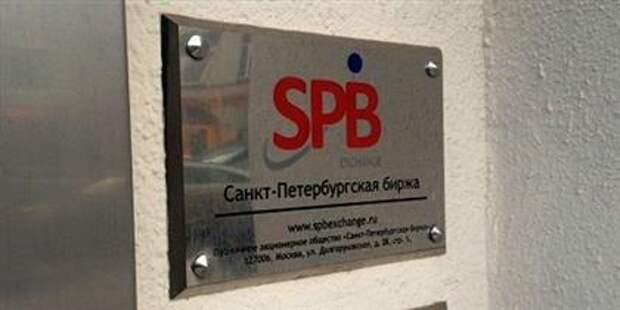 SPB
EXCHANGE
Санкт-Петербургская биржа
www.spbexchange.ru
Публичное акционерное общество «Санкт-Петербургская биржа»
127006, Москва, ул. Долгоруковская, д. 38, стр. 1,